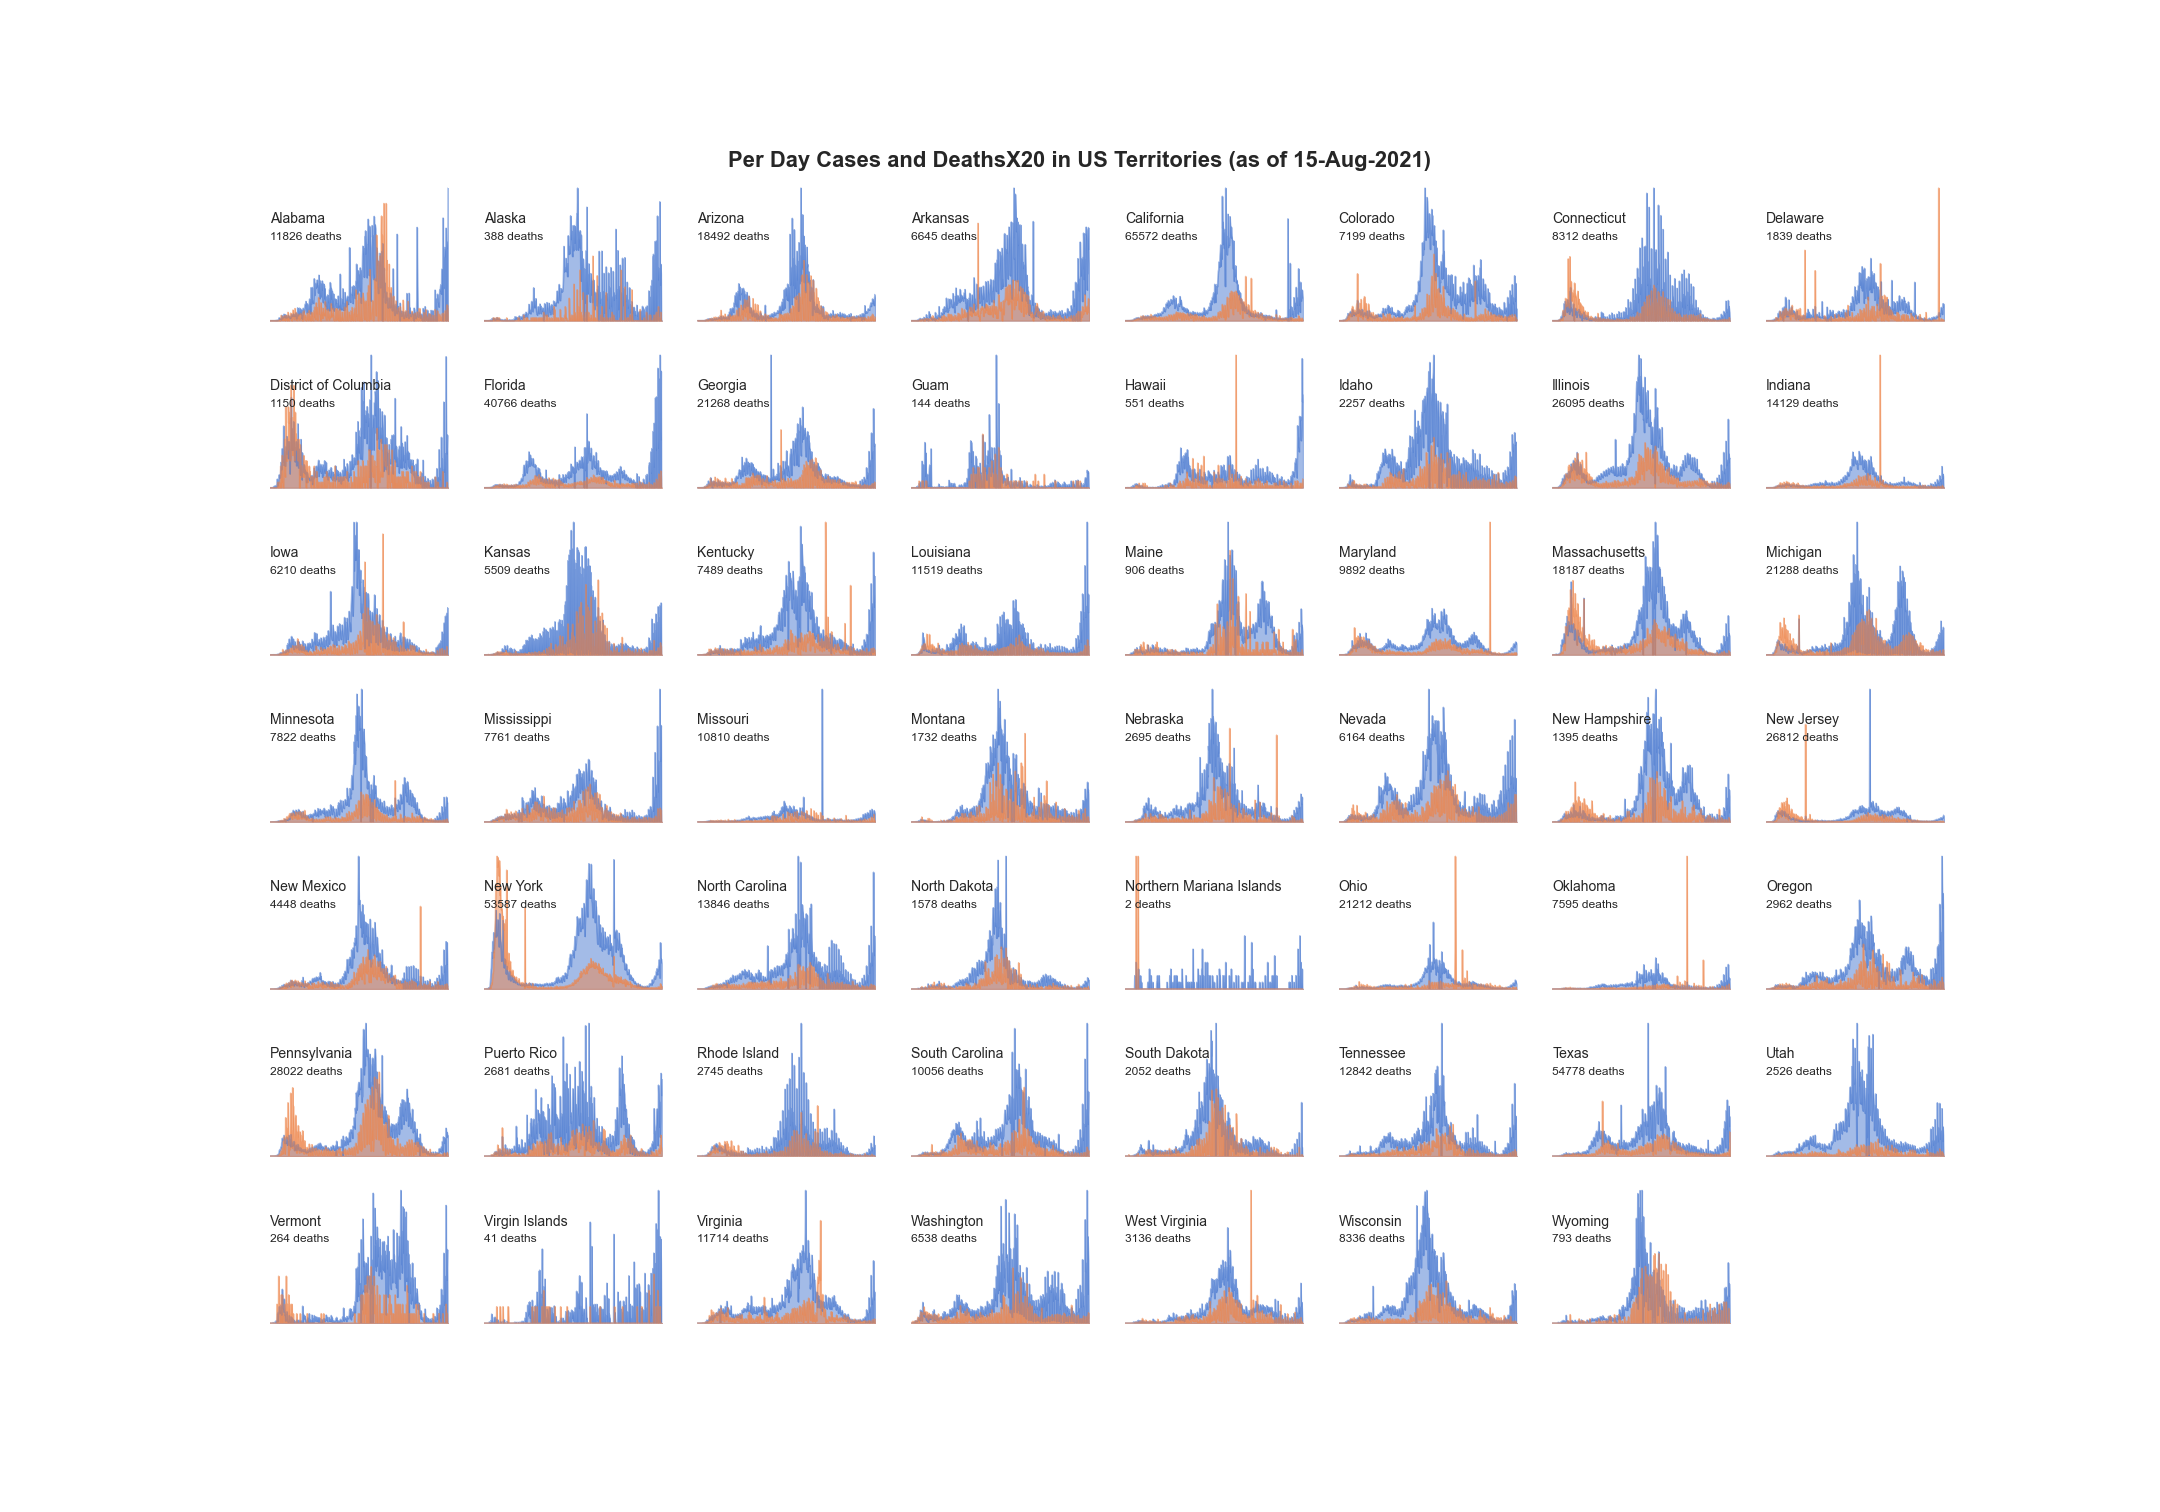 Per Day Cases and DeathsX20 in US Territories (as of 15-Aug-2021)
Alabama
11826 deaths
Alaska
388 deaths
Arizona
18492 deaths
Arkansas
6645 deaths
California
65572 deaths
Colorado
7199 deaths
Connecticut
8312 deaths
Delaware
1839 deaths
District of Columbia
1150 deaths
Florida
40766 deaths
Georgia
21268 deaths
Guam
144 deaths
Hawaii
551 deaths
Idaho
2257 deaths
Illinois
26095 deaths
Indiana
14129 deaths
Iowa
6210 deaths
Kansas
5509 deaths
Kentucky
7489 deaths
Louisiana
11519 deaths
Maine
906 deaths
Maryland
9892 deaths
Massachusetts
18187 deaths
Michigan
21288 deaths
Minnesota
7822 deaths
Mississippi
7761 deaths
Missouri
10810 deaths
Montana
1732 deaths
Nebraska
2695 deaths
Nevada
6164 deaths
New Hampshire
1395 deaths
New Jersey
26812 deaths
New Mexico
4448 deaths
New York
53587 deaths
North Carolina
13846 deaths
North Dakota
1578 deaths
Northern Mariana Islands
2 deaths
Ohio
21212 deaths
Oklahoma
7595 deaths
Oregon
2962 deaths
Pennsylvania
28022 deaths
Puerto Rico
2681 deaths
Rhode Island
2745 deaths
South Carolina
10056 deaths
South Dakota
2052 deaths
Tennessee
12842 deaths
Texas
54778 deaths
Utah
2526 deaths
Vermont
264 deaths
Virgin Islands
41 deaths
Virginia
11714 deaths
Washington
6538 deaths
West Virginia
3136 deaths
Wisconsin
8336 deaths
Wyoming
793 deaths